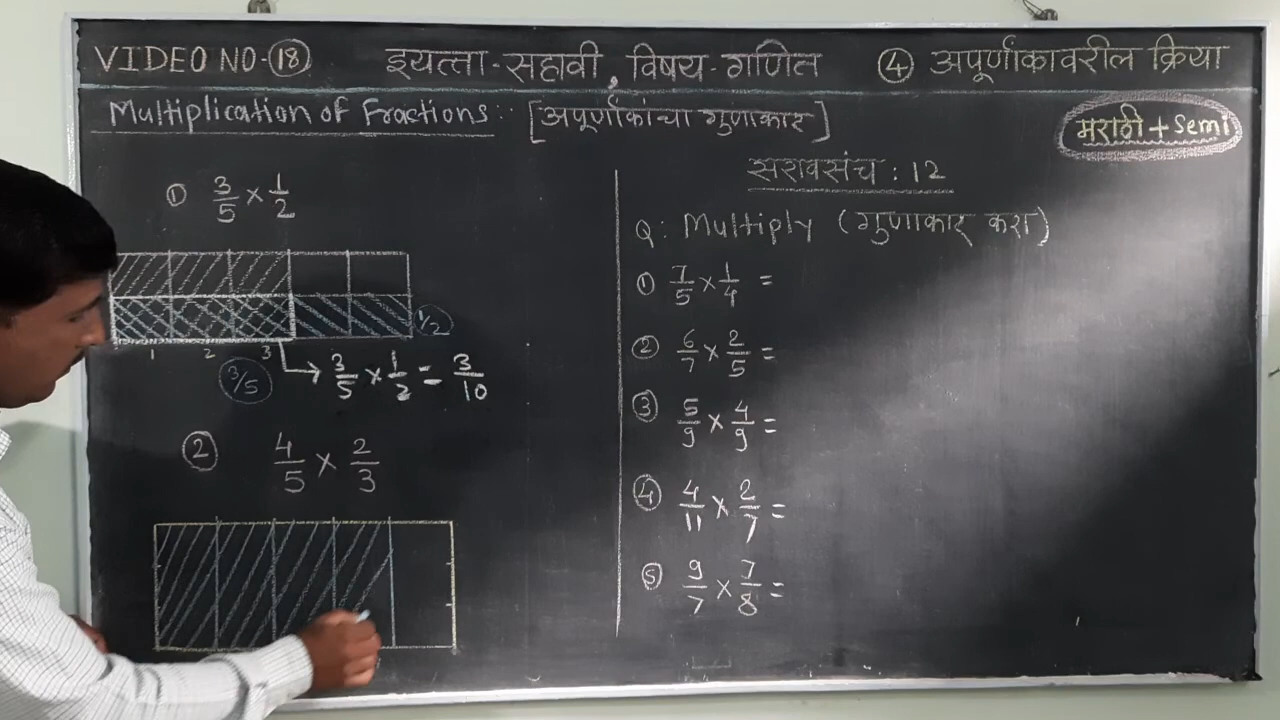 VIDEO NO-18 इयत्ता-सहावी, विषय-गणित ④ अपूर्णांकावरील क्रिया
Multiplication of Fractions: [अपूर्णांकांचा गुणाकार]
मराठी + Semi
① 3/5 × 1/2
1/2
1 2 3
3/5
→ 3/5 × 1/2 = 3/10
② 4/5 × 2/3
सरावसंच : 12
Q: Multiply (गुणाकार करा)
① 7/5 × 1/4 =
② 6/7 × 2/5 =
③ 5/9 × 4/9 =
④ 4/11 × 2/7 =
⑤ 9/7 × 7/8 =